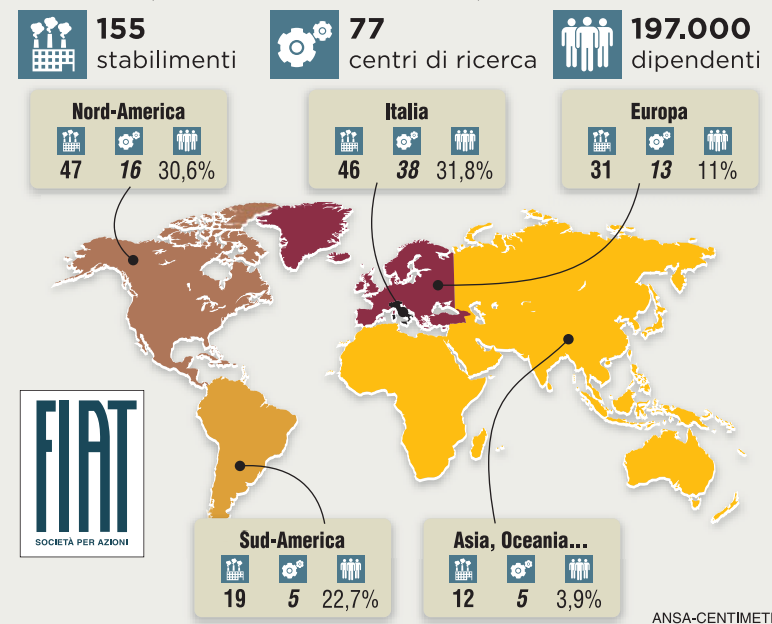 155
stabilimenti
77
centri di ricerca
197.000
dipendenti
Nord-America
47 16 30,6%
Italia
46 38 31,8%
Europa
31 13 11%
FIAT
SOCIETÀ PER AZIONI
Sud-America
19 5 22,7%
Asia, Oceania...
12 5 3,9%
ANSA-CENTIMETRI